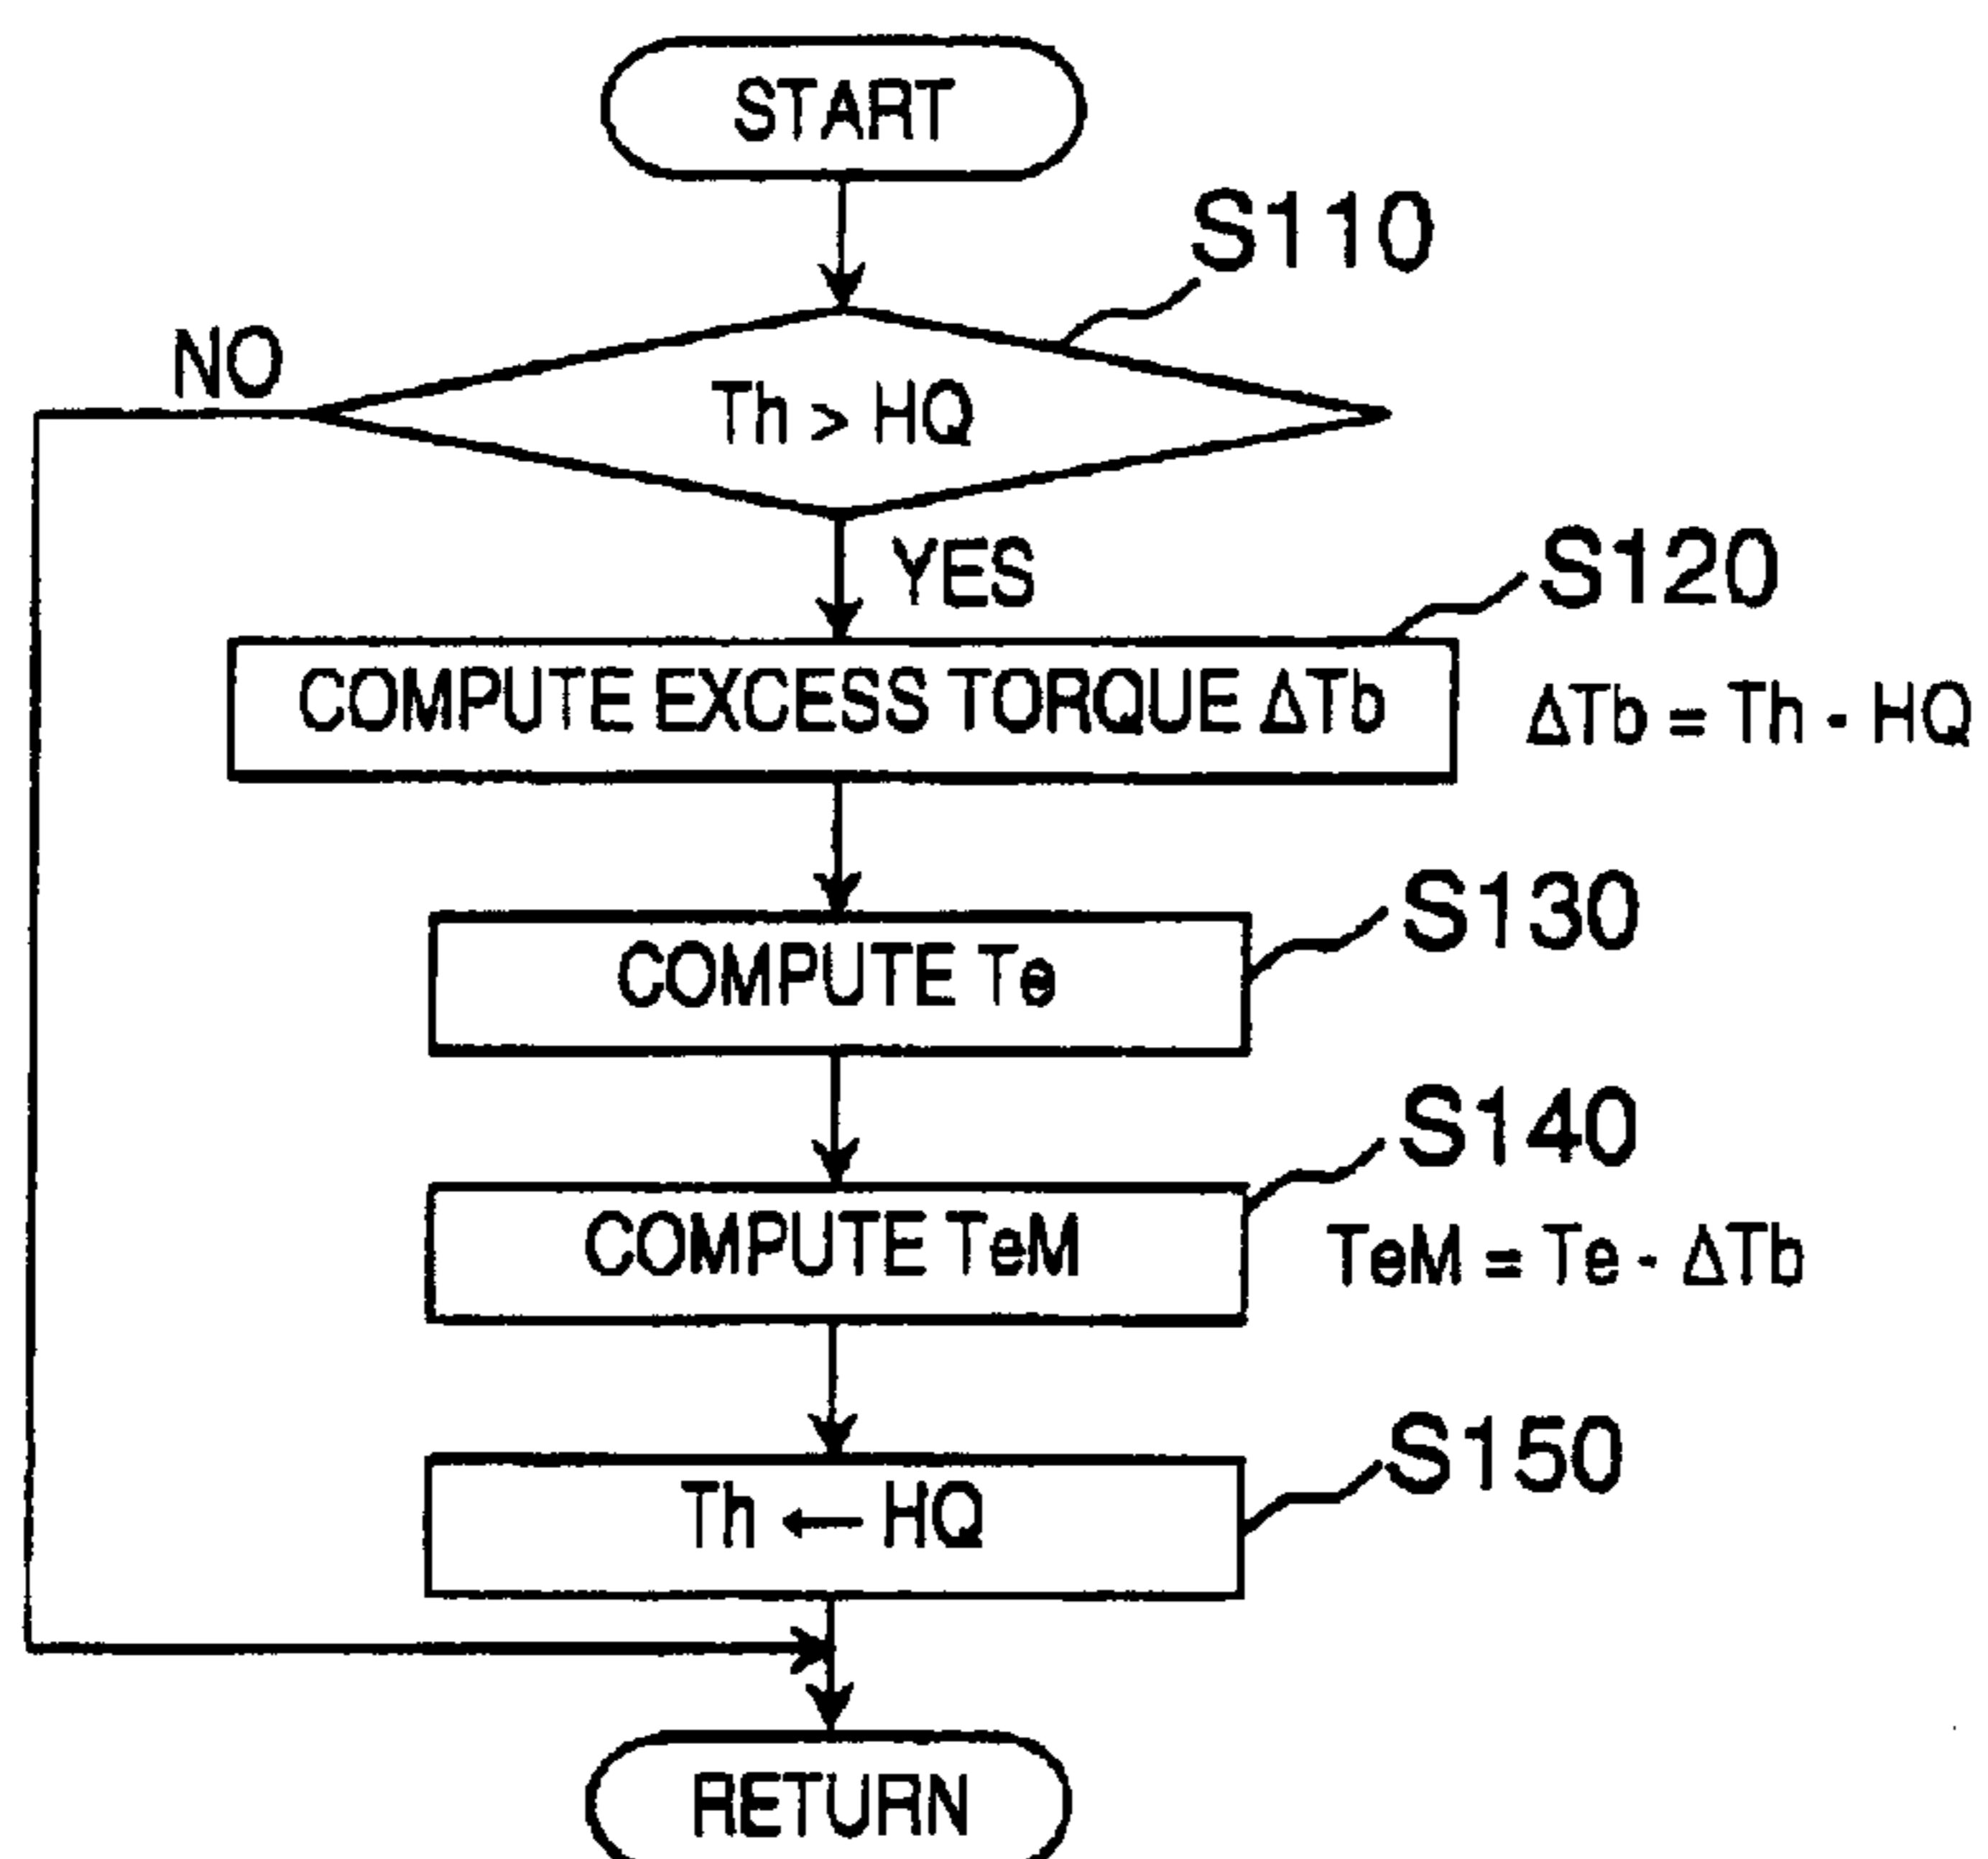 START
S110
NO
Th > HQ
YES
S120
COMPUTE EXCESS TORQUE ΔTb
ΔTb = Th - HQ
S130
COMPUTE Te
S140
COMPUTE TeM
TeM = Te - ΔTb
S150
Th ← HQ
RETURN